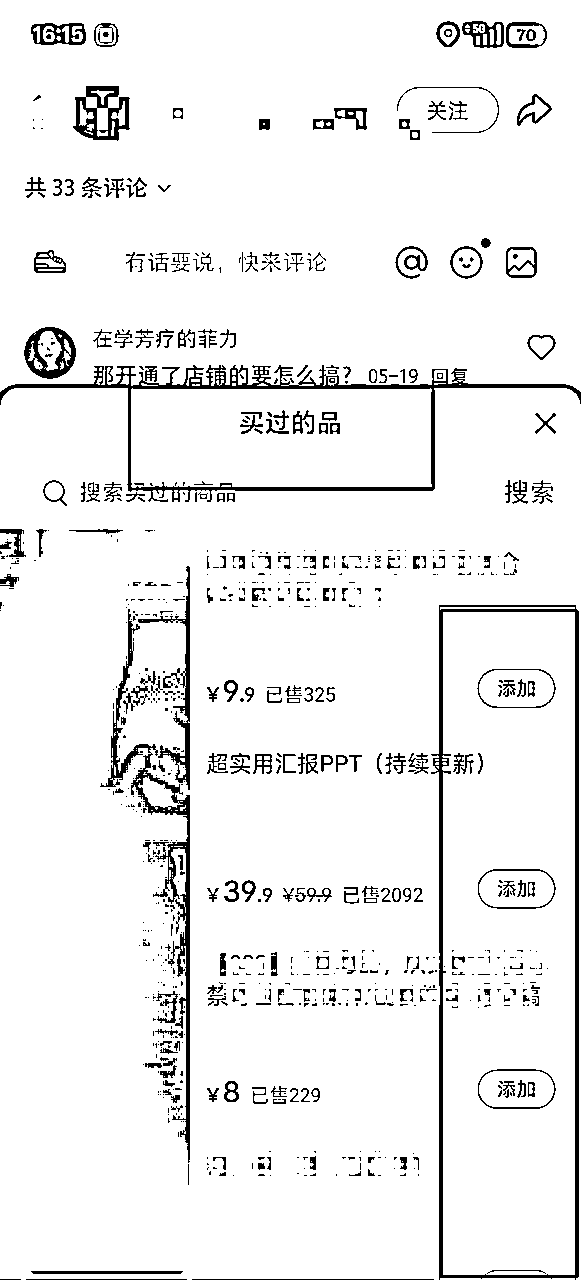 16:15
70
关注
共 33 条评论
有话要说，快来评论
在学芳疗的菲力
那开通了店铺的要怎么搞？ 05-19 回复
买过的品
搜索买过的商品 搜索
¥9.9 已售325 添加
超实用汇报PPT（持续更新）
¥39.9 ¥59.9 已售2092 添加
¥8 已售229 添加